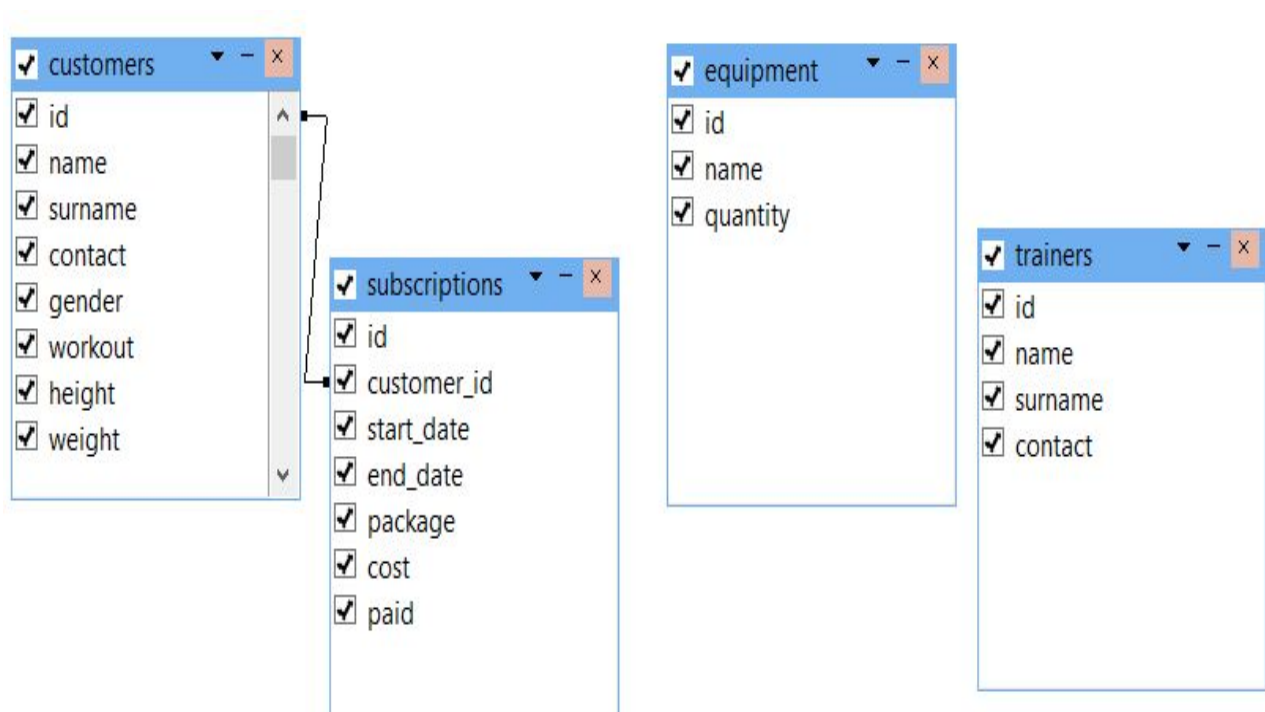 customers
id
name
surname
contact
gender
workout
height
weight
subscriptions
id
customer_id
start_date
end_date
package
cost
paid
equipment
id
name
quantity
trainers
id
name
surname
contact